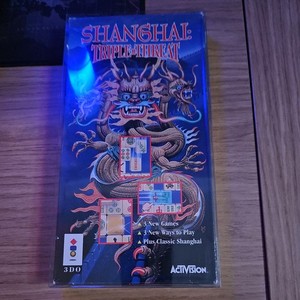 SHANGHAI:
TRIPLE-THREAT
3 New Games
3 New Ways to Play
Plus Classic Shanghai
3DO
ACTIVISION